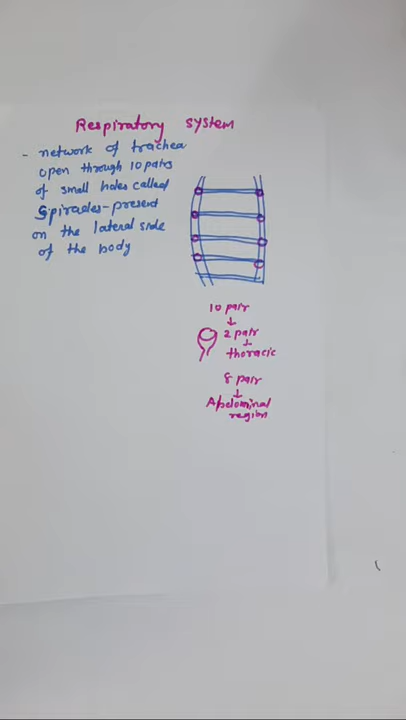 Respiratory system
- network of trachea
open through 10 pairs
of small holes called
Spiracles - present
on the lateral side
of the body
10 pair
↓
2 pair
↓
thoracic
8 pair
↓
Abdominal
region